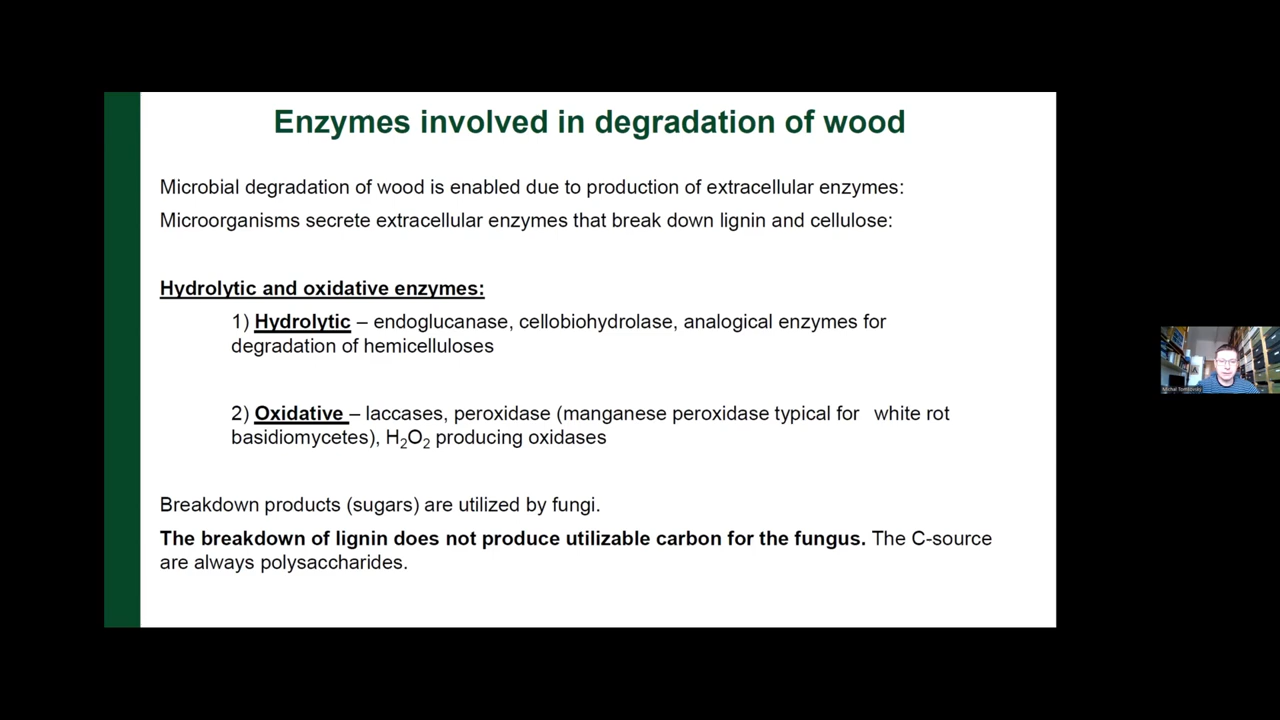 Enzymes involved in degradation of wood
Microbial degradation of wood is enabled due to production of extracellular enzymes:
Microorganisms secrete extracellular enzymes that break down lignin and cellulose:
Hydrolytic and oxidative enzymes:
1) Hydrolytic – endoglucanase, cellobiohydrolase, analogical enzymes for
degradation of hemicelluloses
2) Oxidative – laccases, peroxidase (manganese peroxidase typical for white rot
basidiomycetes), H₂O₂ producing oxidases
Breakdown products (sugars) are utilized by fungi.
The breakdown of lignin does not produce utilizable carbon for the fungus. The C-source
are always polysaccharides.
Michal Tomšovský